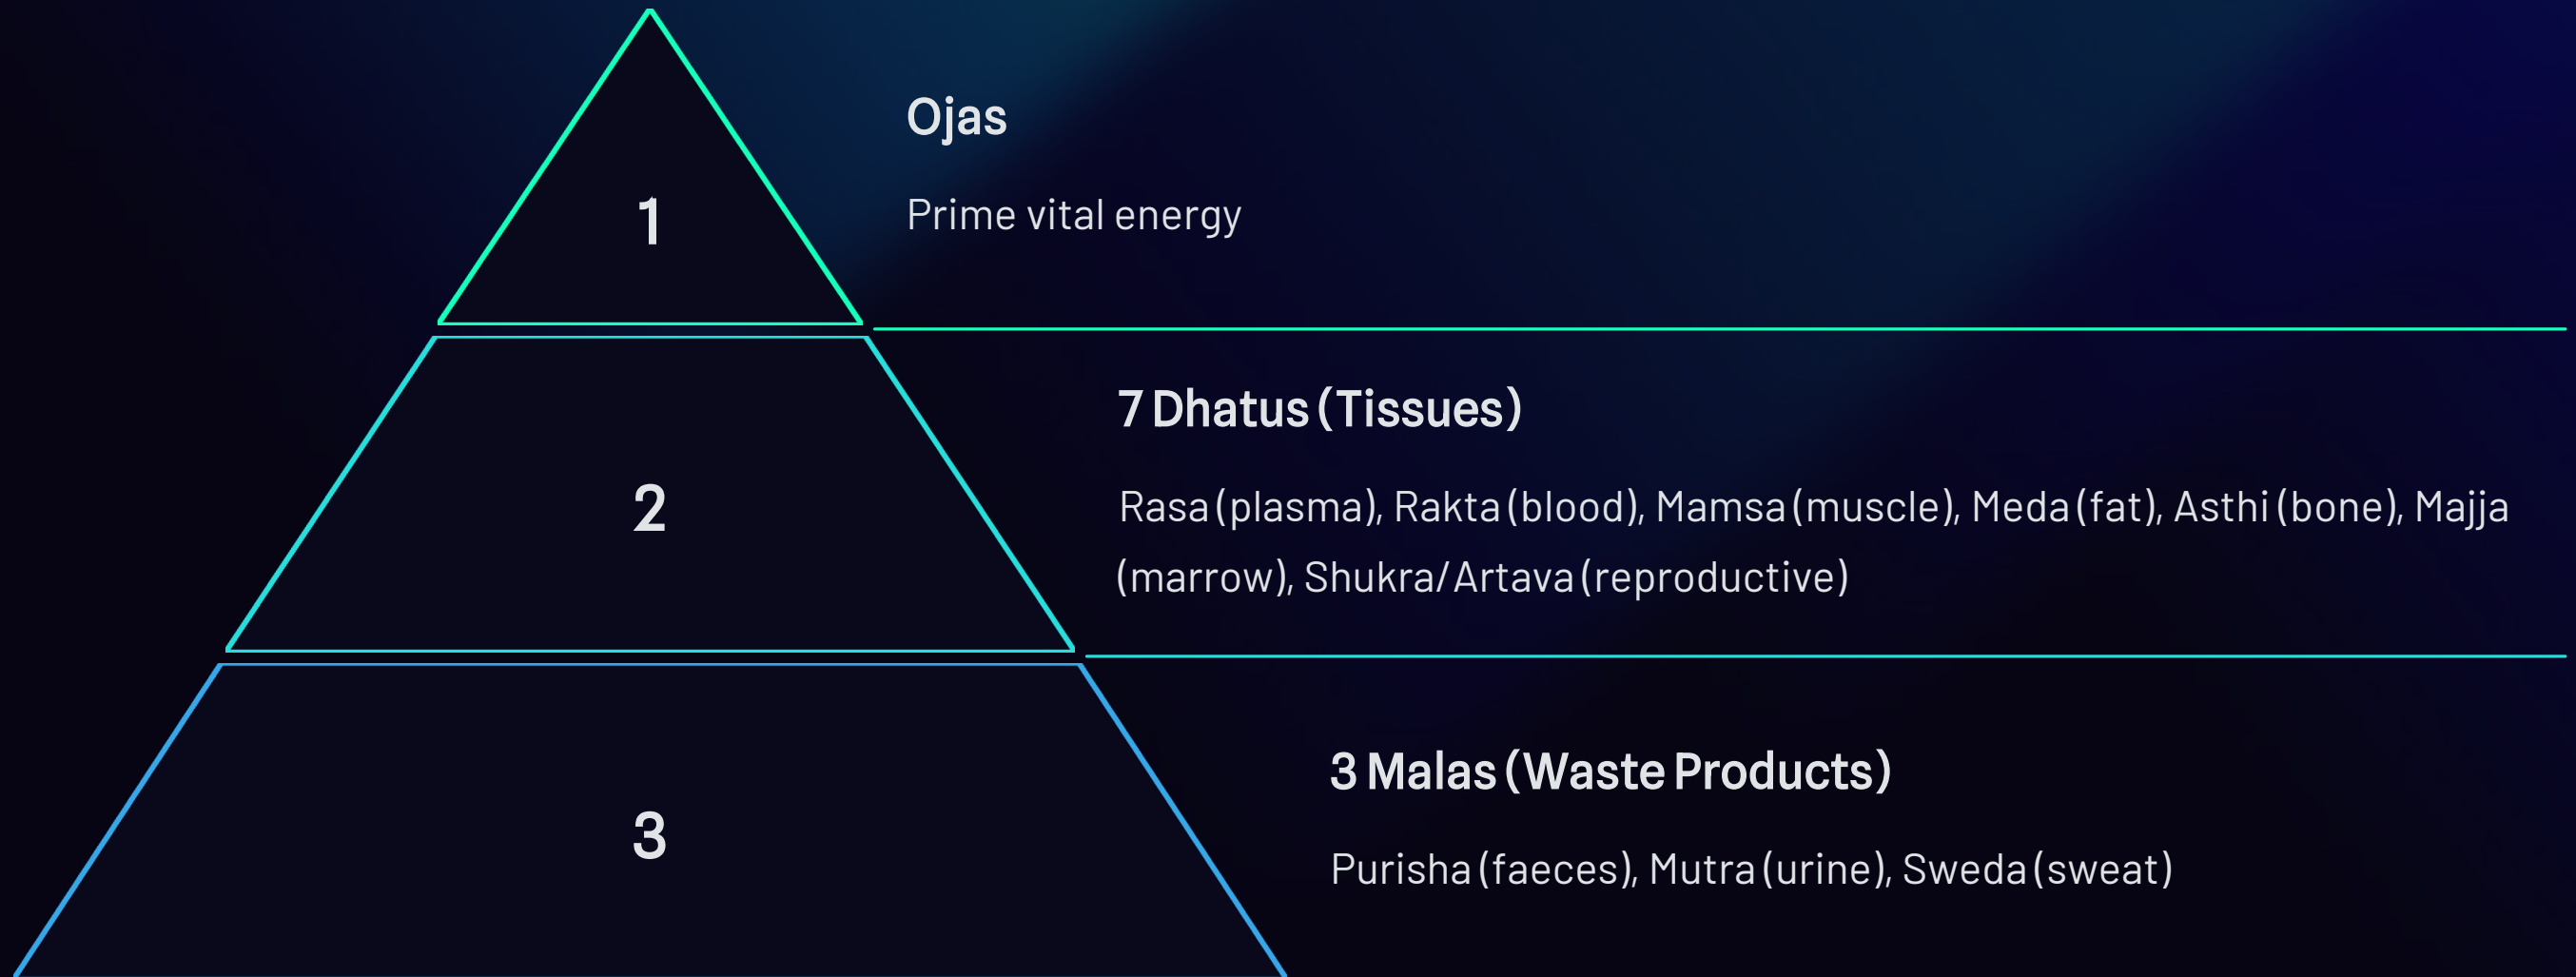 1
Ojas
Prime vital energy
2
7 Dhatus (Tissues)
Rasa (plasma), Rakta (blood), Mamsa (muscle), Meda (fat), Asthi (bone), Majja
(marrow), Shukra/Artava (reproductive)
3
3 Malas (Waste Products)
Purisha (faeces), Mutra (urine), Sweda (sweat)